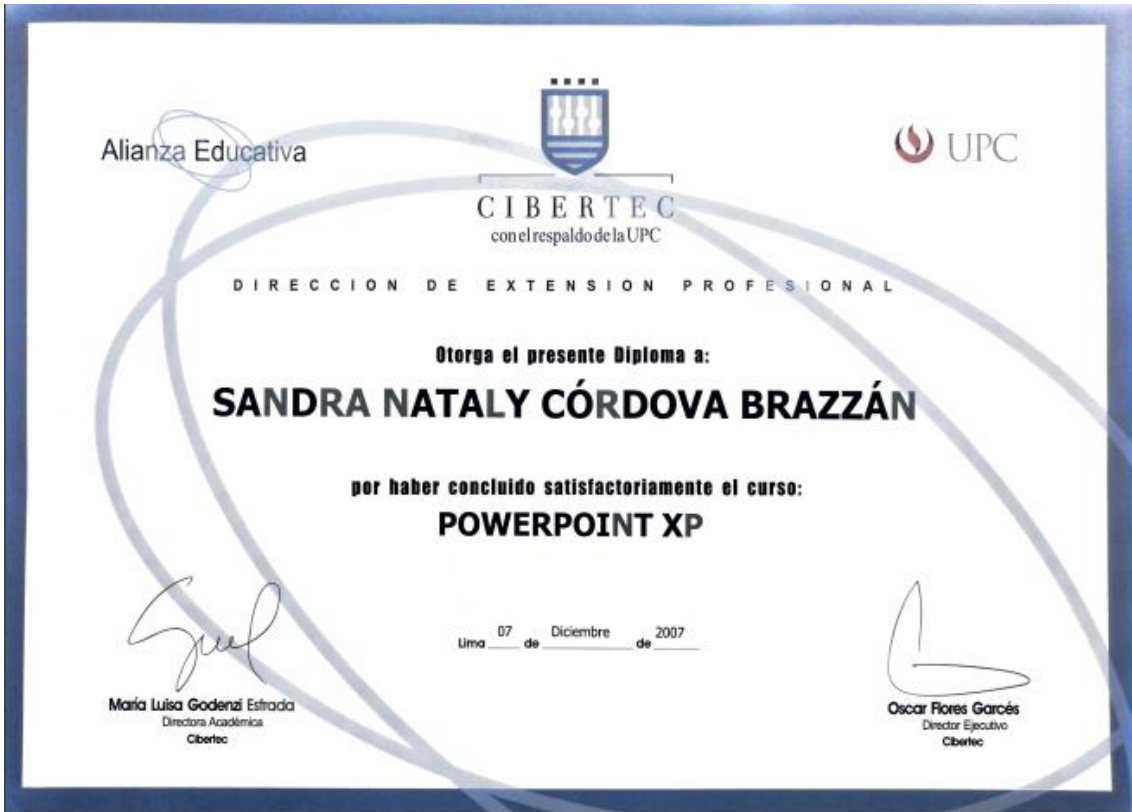 Alianza Educativa
UPC
CIBERTEC
con el respaldo de la UPC
DIRECCION DE EXTENSION PROFESIONAL
Otorga el presente Diploma a:
SANDRA NATALY CÓRDOVA BRAZZÁN
por haber concluido satisfactoriamente el curso:
POWERPOINT XP
Lima 07 de Diciembre de 2007
María Luisa Godenzi Estrada
Directora Académica
Cibertec
Oscar Flores Garcés
Director Ejecutivo
Cibertec